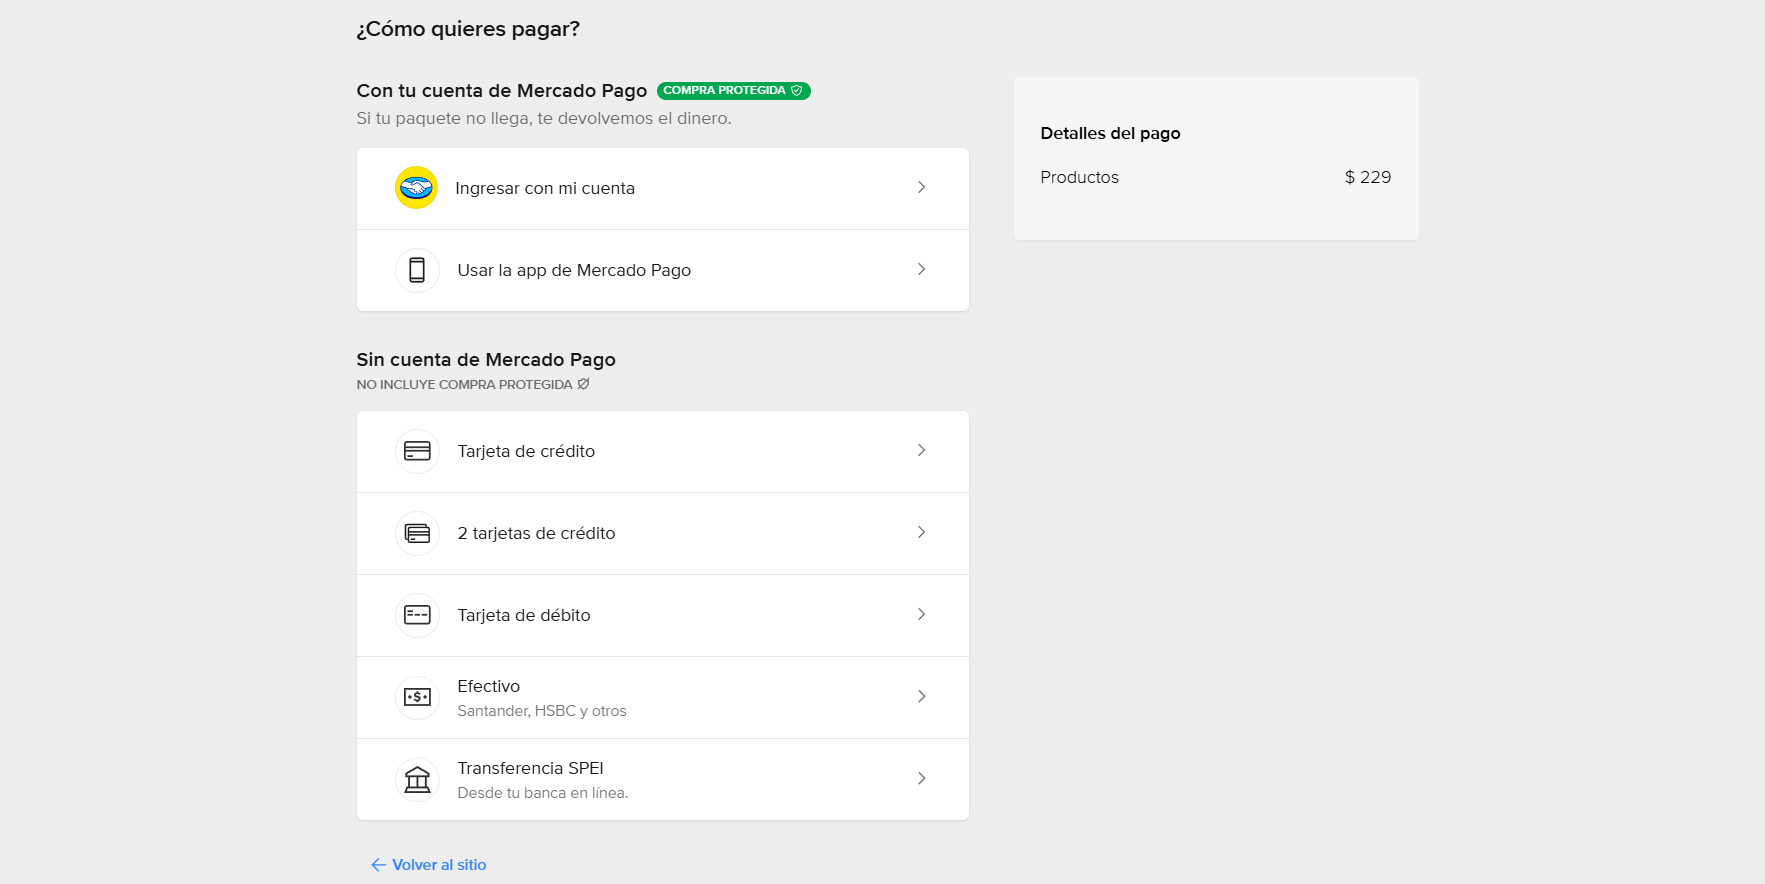 ¿Cómo quieres pagar?
Con tu cuenta de Mercado Pago COMPRA PROTEGIDA
Si tu paquete no llega, te devolvemos el dinero.
Ingresar con mi cuenta
Usar la app de Mercado Pago
Detalles del pago
Productos $ 229
Sin cuenta de Mercado Pago
NO INCLUYE COMPRA PROTEGIDA
Tarjeta de crédito
2 tarjetas de crédito
Tarjeta de débito
Efectivo
Santander, HSBC y otros
Transferencia SPEI
Desde tu banca en línea.
Volver al sitio